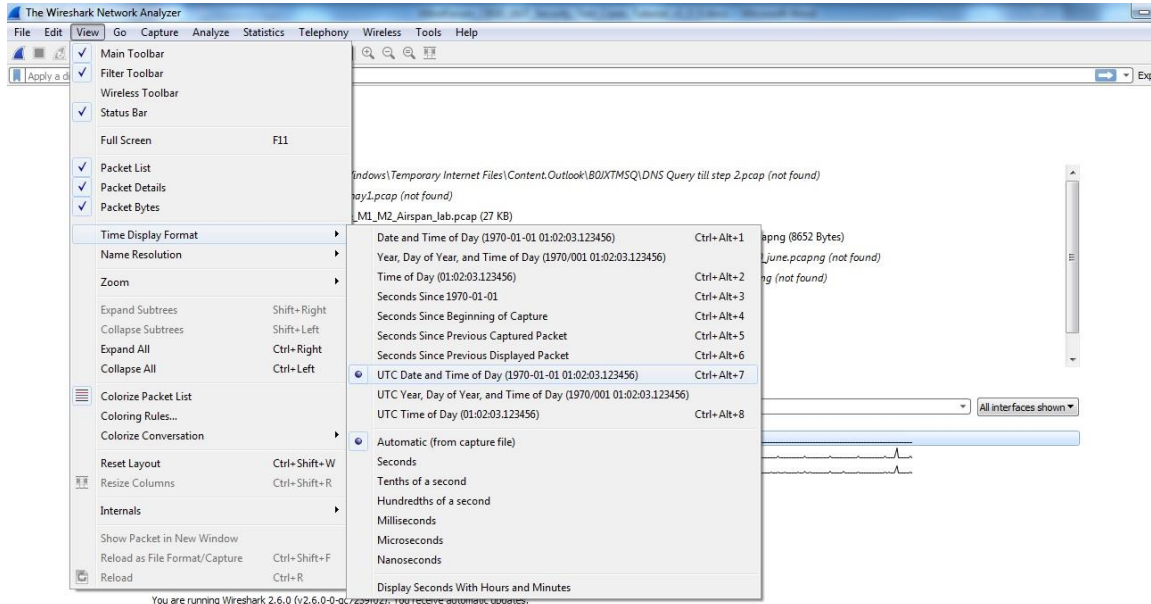 The Wireshark Network Analyzer
File Edit View Go Capture Analyze Statistics Telephony Wireless Tools Help
Apply a di
Exp
Main Toolbar
Filter Toolbar
Wireless Toolbar
Status Bar
Full Screen F11
Packet List
Packet Details
Packet Bytes
Time Display Format
Name Resolution
Zoom
Expand Subtrees Shift+Right
Collapse Subtrees Shift+Left
Expand All Ctrl+Right
Collapse All Ctrl+Left
Colorize Packet List
Coloring Rules...
Colorize Conversation
Reset Layout Ctrl+Shift+W
Resize Columns Ctrl+Shift+R
Internals
Show Packet in New Window
Reload as File Format/Capture Ctrl+Shift+F
Reload Ctrl+R
indows\Temporary Internet Files\Content.Outlook\B0JXTMSQ\DNS Query till step 2.pcap (not found)
nay1.pcap (not found)
_M1_M2_Airspan_lab.pcap (27 KB)
apng (8652 Bytes)
_june.pcapng (not found)
ng (not found)
Date and Time of Day (1970-01-01 01:02:03.123456) Ctrl+Alt+1
Year, Day of Year, and Time of Day (1970/001 01:02:03.123456)
Time of Day (01:02:03.123456) Ctrl+Alt+2
Seconds Since 1970-01-01 Ctrl+Alt+3
Seconds Since Beginning of Capture Ctrl+Alt+4
Seconds Since Previous Captured Packet Ctrl+Alt+5
Seconds Since Previous Displayed Packet Ctrl+Alt+6
UTC Date and Time of Day (1970-01-01 01:02:03.123456) Ctrl+Alt+7
UTC Year, Day of Year, and Time of Day (1970/001 01:02:03.123456)
UTC Time of Day (01:02:03.123456) Ctrl+Alt+8
Automatic (from capture file)
Seconds
Tenths of a second
Hundredths of a second
Milliseconds
Microseconds
Nanoseconds
Display Seconds With Hours and Minutes
All interfaces shown
You are running Wireshark 2.6.0 You receive automatic updates.